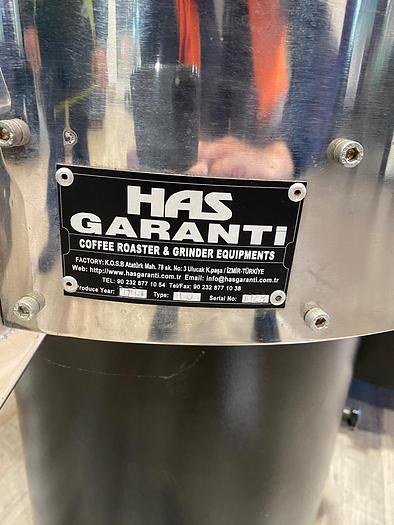 HAS
GARANTi
COFFEE ROASTER & GRINDER EQUIPMENTS
FACTORY: K.O.S.B Atatürk Mah. 78 sk. No: 3 Ulucak K.paşa / İZMİR-TÜRKİYE
Web: http://www.hasgaranti.com.tr Email: info@hasgaranti.com.tr
TEL: 90 232 877 10 54 Tel/Fax: 90 232 877 10 38
Produce Year: Type: Serial No: